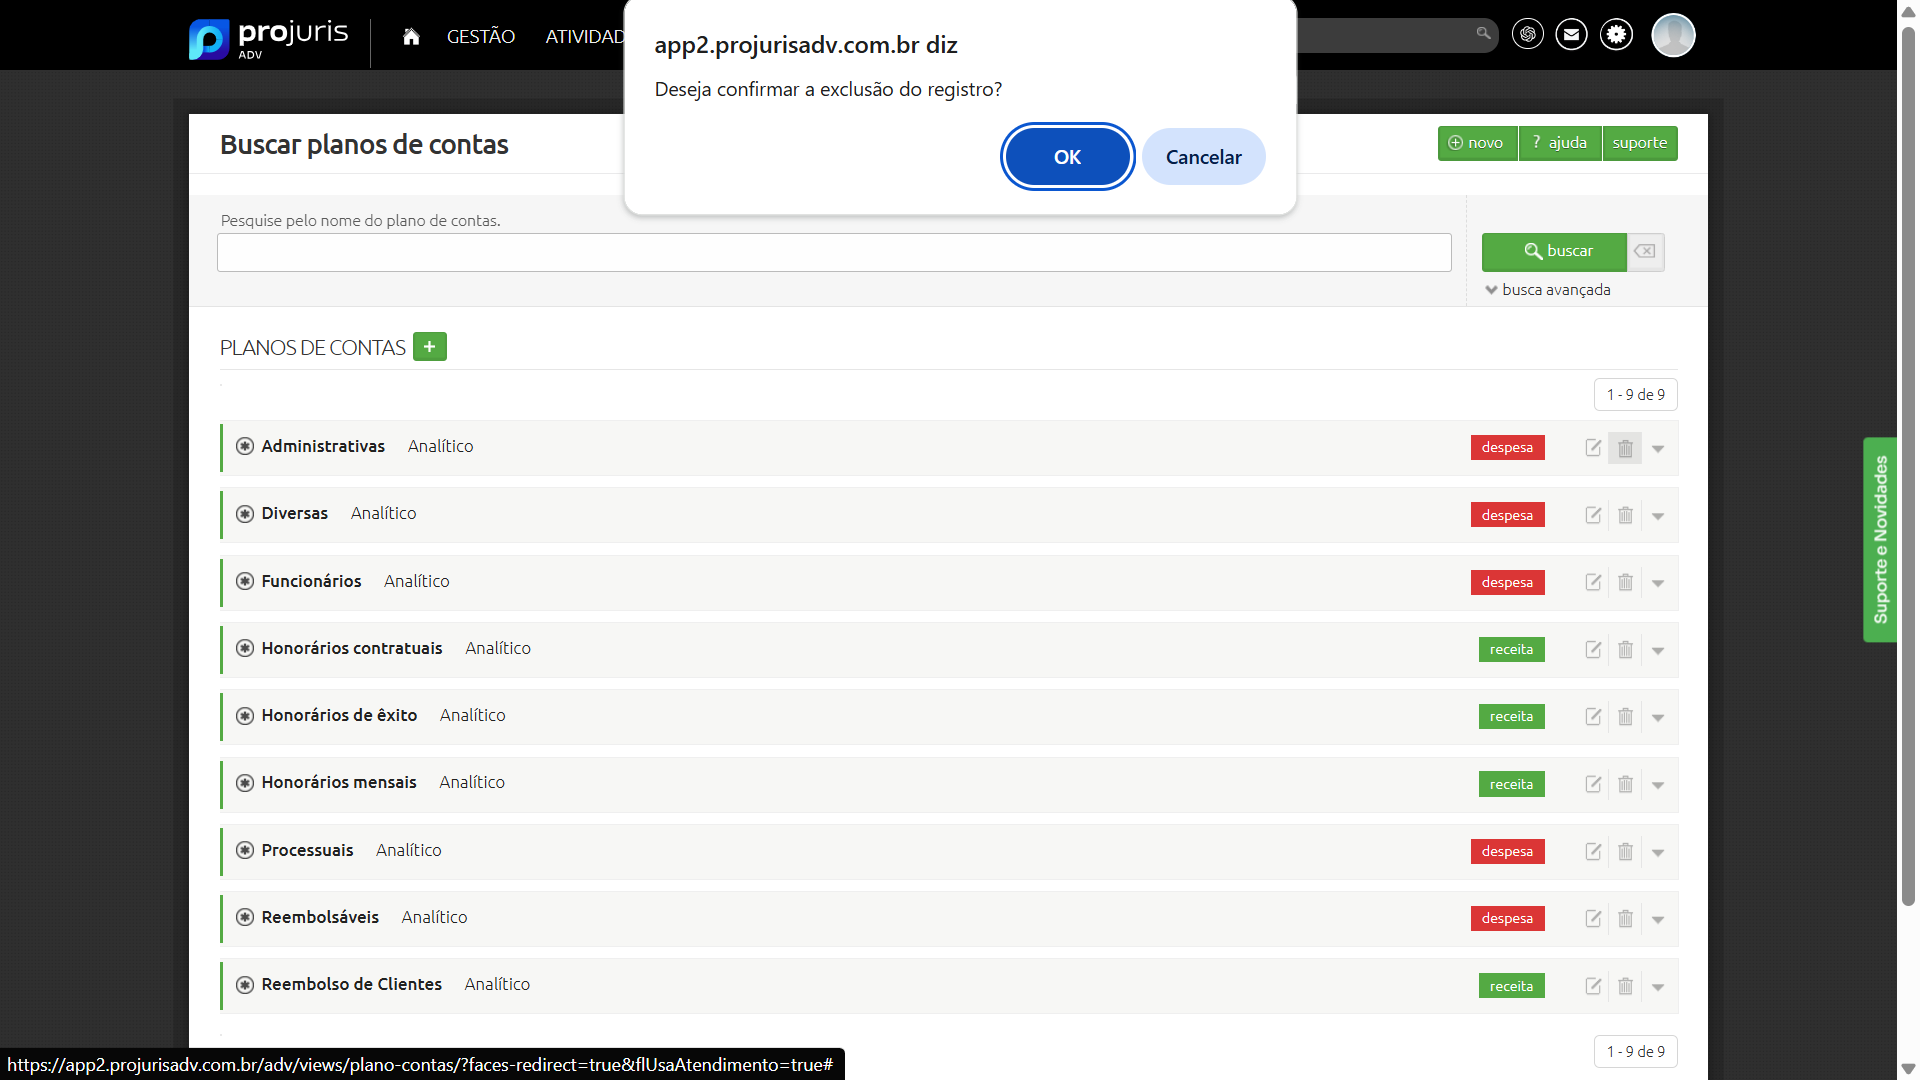 projuris
ADV
GESTÃO
ATIVIDAD
app2.projurisadv.com.br diz
Deseja confirmar a exclusão do registro?
OK
Cancelar
Buscar planos de contas
novo
? ajuda
suporte
Pesquise pelo nome do plano de contas.
buscar
busca avançada
PLANOS DE CONTAS +
1 - 9 de 9
Administrativas Analítico despesa
Diversas Analítico despesa
Funcionários Analítico despesa
Honorários contratuais Analítico receita
Honorários de êxito Analítico receita
Honorários mensais Analítico receita
Processuais Analítico despesa
Reembolsáveis Analítico despesa
Reembolso de Clientes Analítico receita
1 - 9 de 9
Suporte e Novidades
https://app2.projurisadv.com.br/adv/views/plano-contas/?faces-redirect=true&flUsaAtendimento=true#